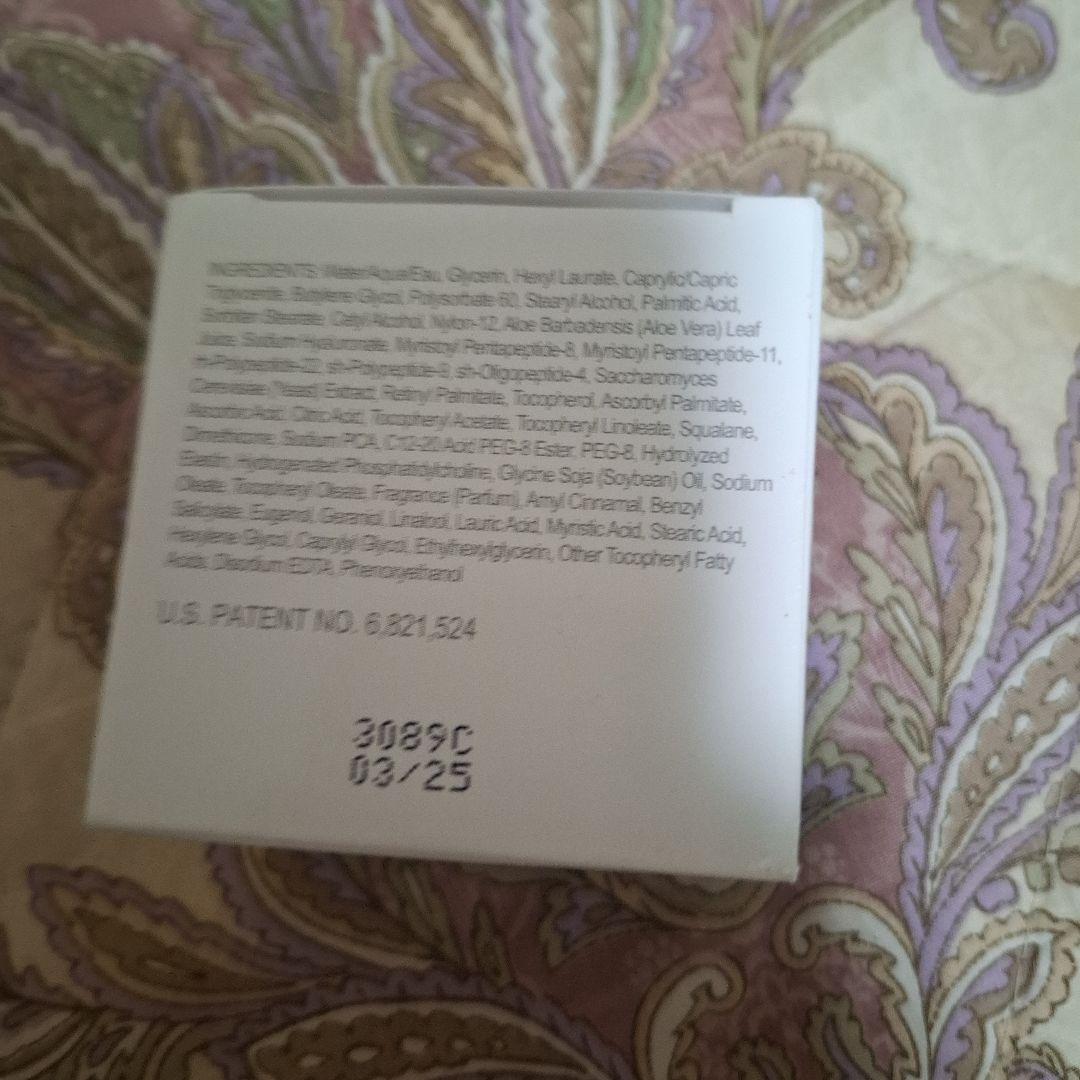 INGREDIENTS: Water/Aqua/Eau, Glycerin, Hexyl Laurate, Caprylic/Capric
Triglyceride, Butylene Glycol, Polysorbate 60, Stearyl Alcohol, Palmitic Acid,
Sorbitan Stearate, Cetyl Alcohol, Nylon-12, Aloe Barbadensis (Aloe Vera) Leaf
Juice, Sodium Hyaluronate, Myristoyl Pentapeptide-8, Myristoyl Pentapeptide-11,
sh-Polypeptide-9, sh-Oligopeptide-4, Saccharomyces
Cerevisiae (Yeast) Extract, Retinyl Palmitate, Tocopherol, Ascorbyl Palmitate,
Ascorbic Acid, Citric Acid, Tocopheryl Acetate, Tocopheryl Linoleate, Squalane,
Dimethicone, Sodium PCA, C12-20 Acid PEG-8 Ester, PEG-8, Hydrolyzed
Elastin, Hydrogenated Phosphatidylcholine, Glycine Soja (Soybean) Oil, Sodium
Oleate, Tocopheryl Oleate, Fragrance (Parfum), Amyl Cinnamal, Benzyl
Salicylate, Eugenol, Geraniol, Linalool, Lauric Acid, Myristic Acid, Stearic Acid,
Hexylene Glycol, Caprylyl Glycol, Ethylhexylglycerin, Other Tocopheryl Fatty
Acids, Disodium EDTA, Phenoxyethanol
U.S. PATENT NO. 6,821,524
3089C
03/25